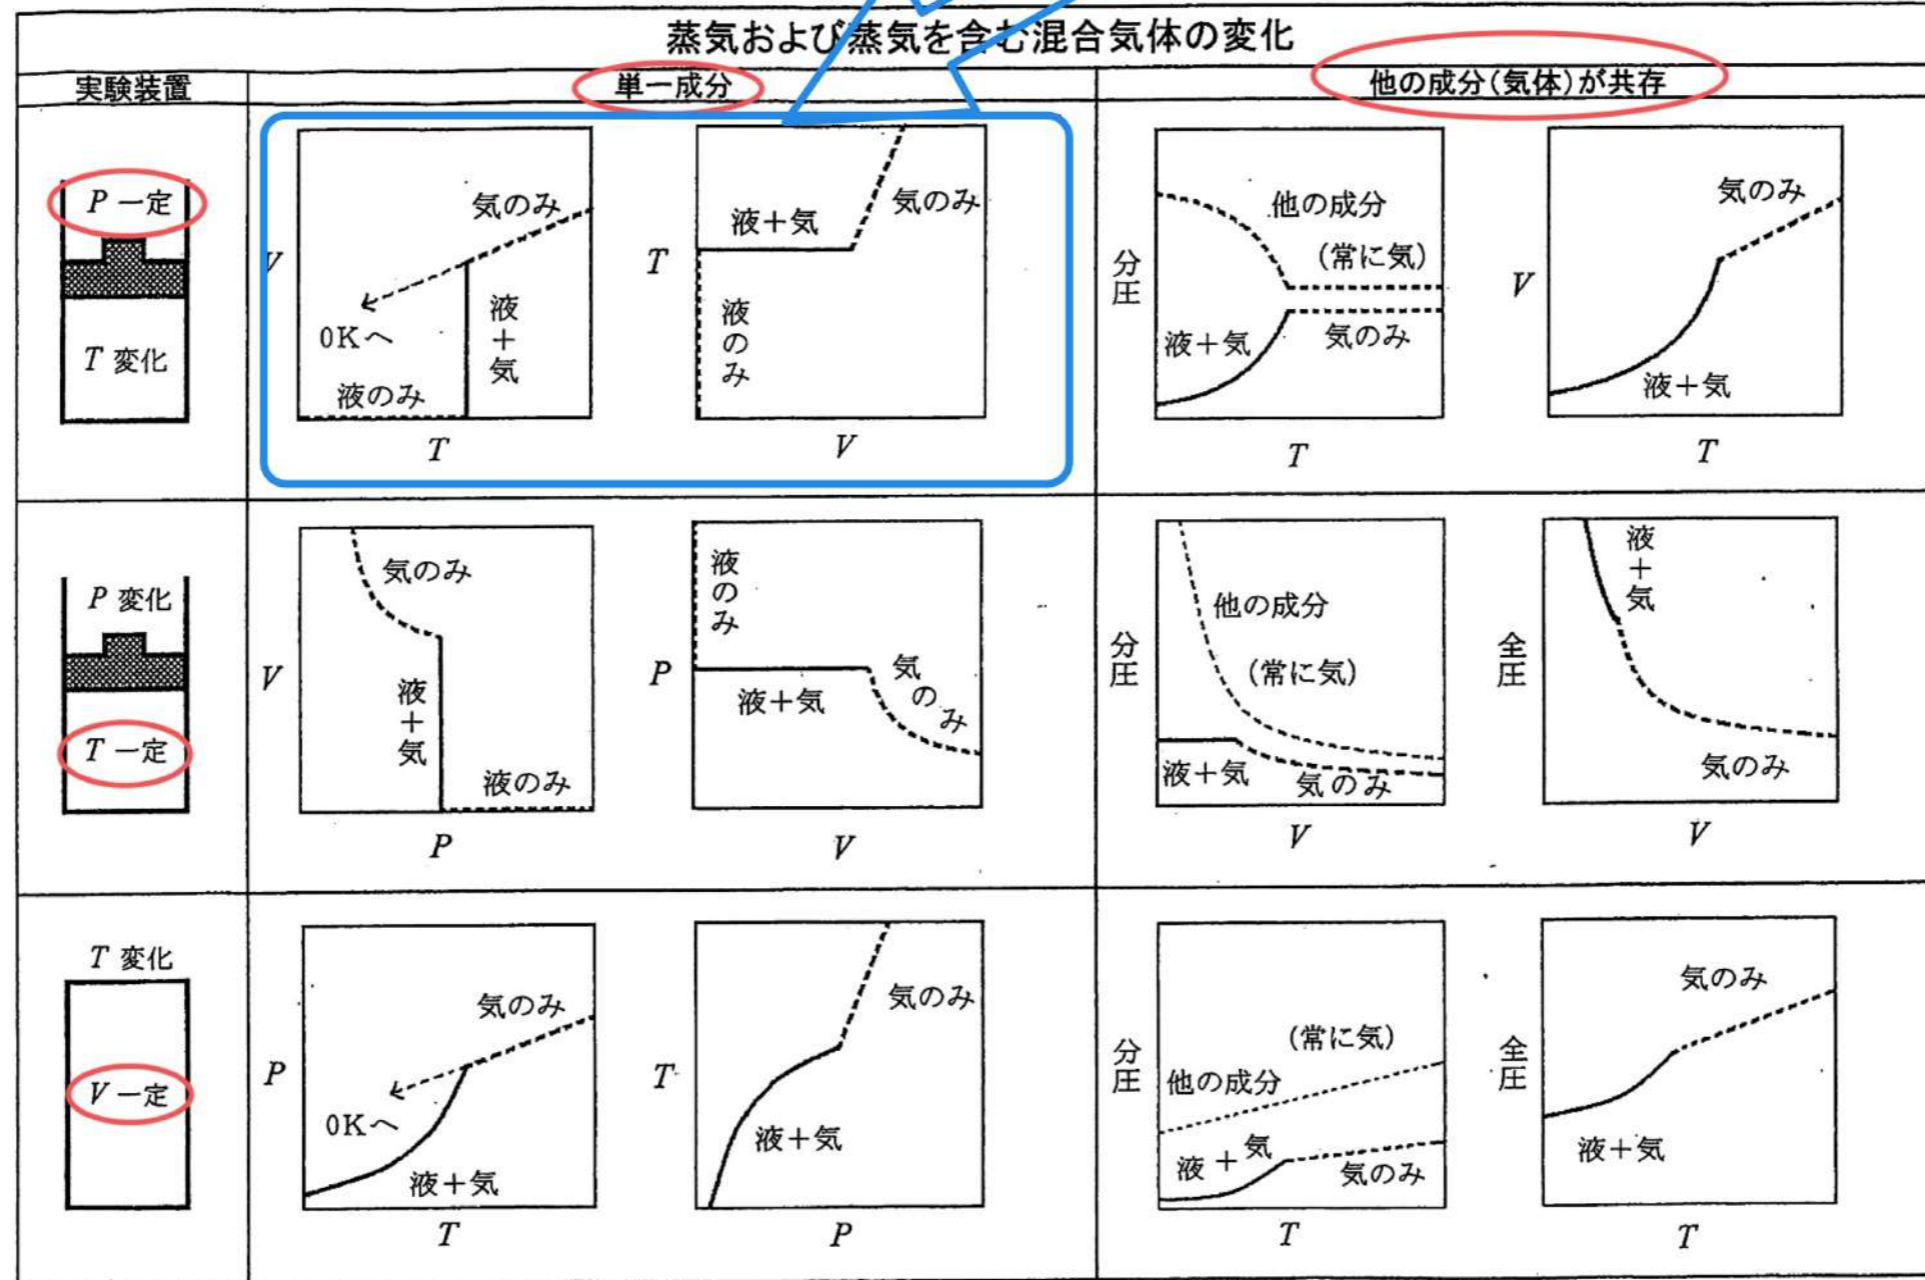 蒸気および蒸気を含む混合気体の変化
実験装置
単一成分
他の成分(気体)が共存
P 一定
T 変化
V
気のみ
0Kへ
液+気
液のみ
T
T
液+気
気のみ
液のみ
V
分圧
他の成分
(常に気)
液+気
気のみ
T
V
気のみ
液+気
T
P 変化
T 一定
V
気のみ
液+気
液のみ
P
P
液のみ
液+気
気のみ
V
分圧
他の成分
(常に気)
液+気
気のみ
V
全圧
液+気
気のみ
V
T 変化
V 一定
P
気のみ
0Kへ
液+気
T
T
気のみ
液+気
P
分圧
(常に気)
他の成分
液+気
気のみ
T
全圧
気のみ
液+気
T